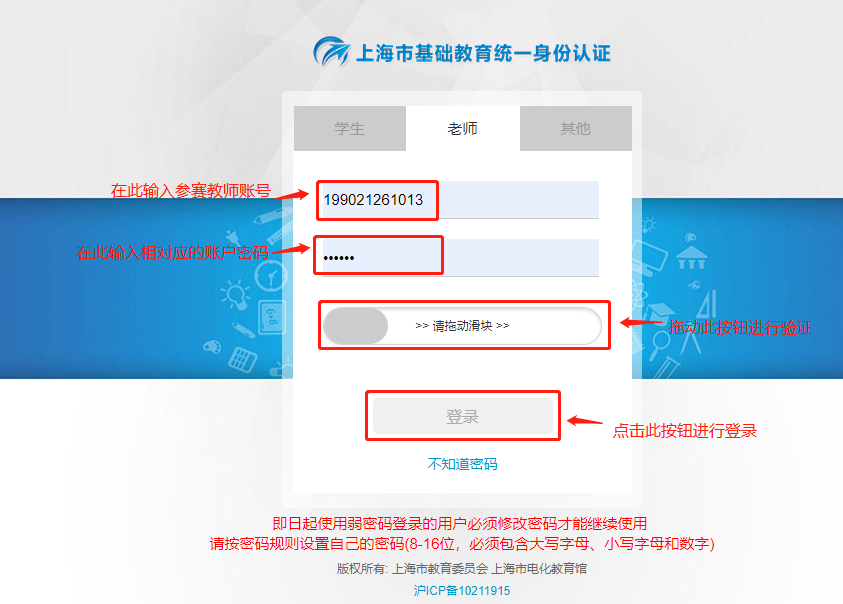 上海市基础教育统一身份认证
学生 老师 其他
在此输入参赛教师账号
199021261013
在此输入相对应的账户密码
••••••
>> 请拖动滑块 >>
拖动此按钮进行验证
登录
点击此按钮进行登录
不知道密码
即日起使用弱密码登录的用户必须修改密码才能继续使用
请按密码规则设置自己的密码(8-16位，必须包含大写字母、小写字母和数字)
版权所有: 上海市教育委员会 上海市电化教育馆
沪ICP备10211915